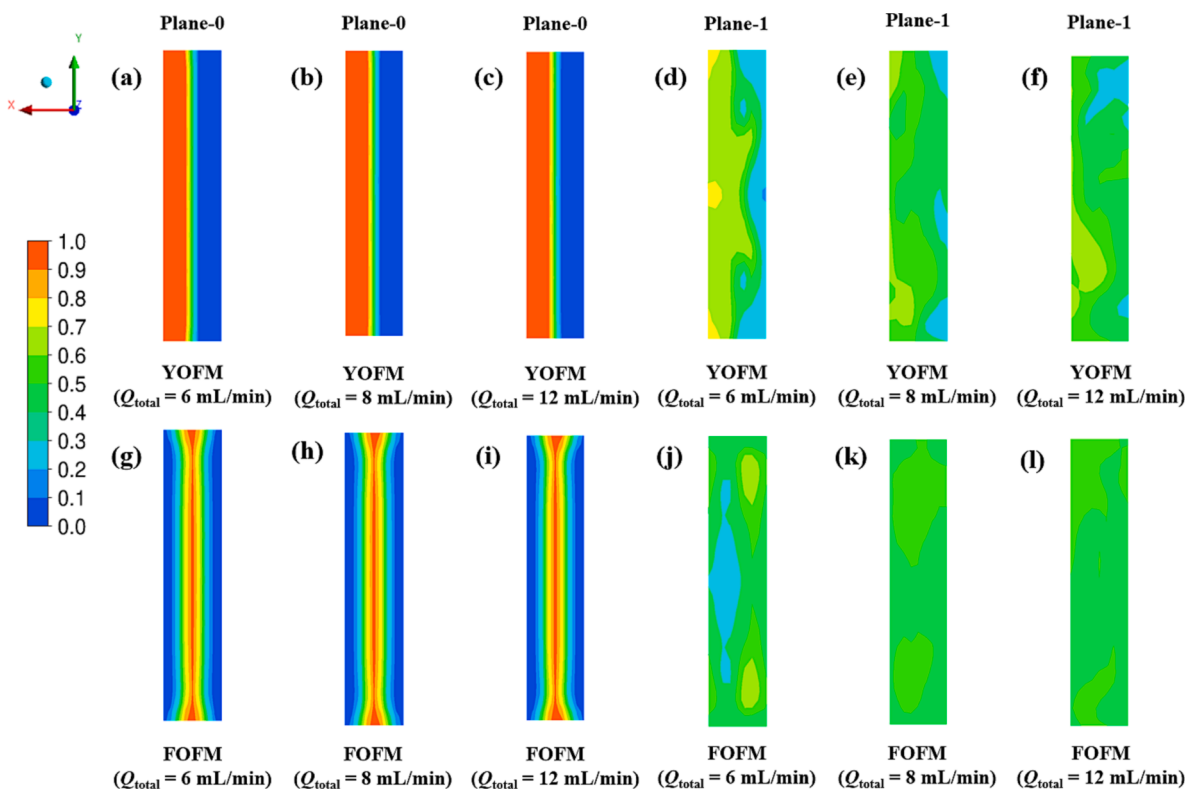 Plane-0 Plane-0 Plane-0 Plane-1 Plane-1 Plane-1
Y
X
Z
(a) (b) (c) (d) (e) (f)
1.0
0.9
0.8
0.7
0.6
0.5
0.4
0.3
0.2
0.1
0.0
YOFM YOFM YOFM YOFM YOFM YOFM
(Qtotal = 6 mL/min) (Qtotal = 8 mL/min) (Qtotal = 12 mL/min) (Qtotal = 6 mL/min) (Qtotal = 8 mL/min) (Qtotal = 12 mL/min)
(g) (h) (i) (j) (k) (l)
FOFM FOFM FOFM FOFM FOFM FOFM
(Qtotal = 6 mL/min) (Qtotal = 8 mL/min) (Qtotal = 12 mL/min) (Qtotal = 6 mL/min) (Qtotal = 8 mL/min) (Qtotal = 12 mL/min)